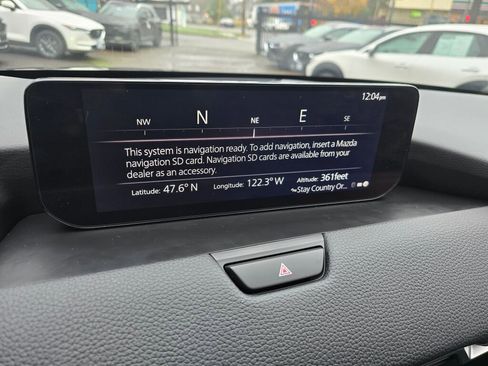 12:04pm
NW N NE E SE
This system is navigation ready. To add navigation, insert a Mazda
navigation SD card. Navigation SD cards are available from your
dealer as an accessory.
Latitude: 47.6° N Longitude: 122.3° W Altitude: 361feet
Stay Country Or...